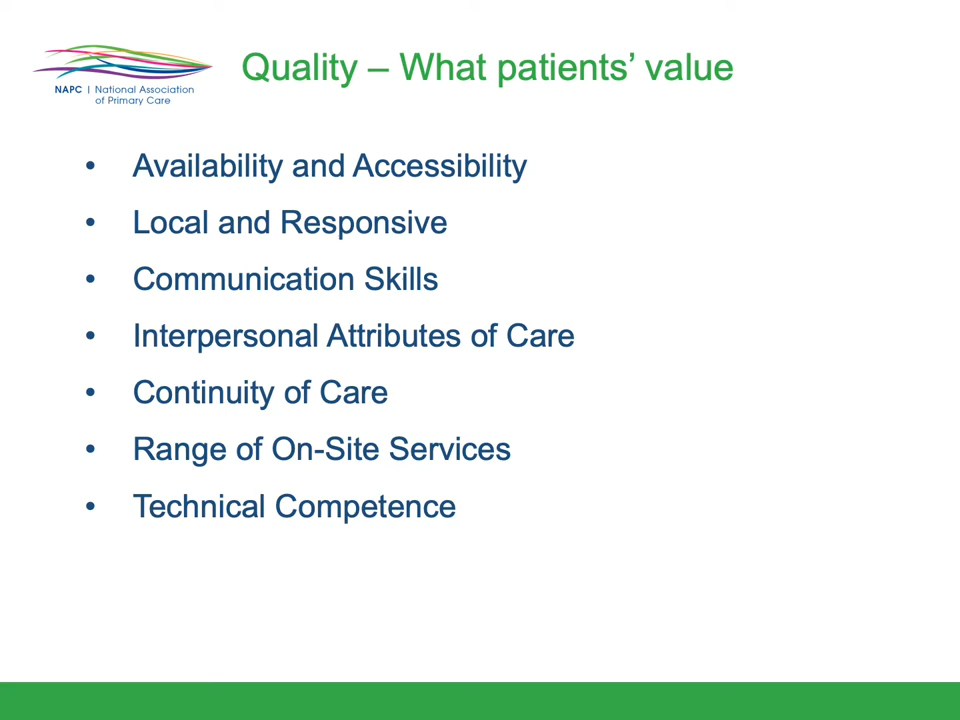 Quality – What patients’ value
NAPC | National Association
of Primary Care
• Availability and Accessibility
• Local and Responsive
• Communication Skills
• Interpersonal Attributes of Care
• Continuity of Care
• Range of On-Site Services
• Technical Competence